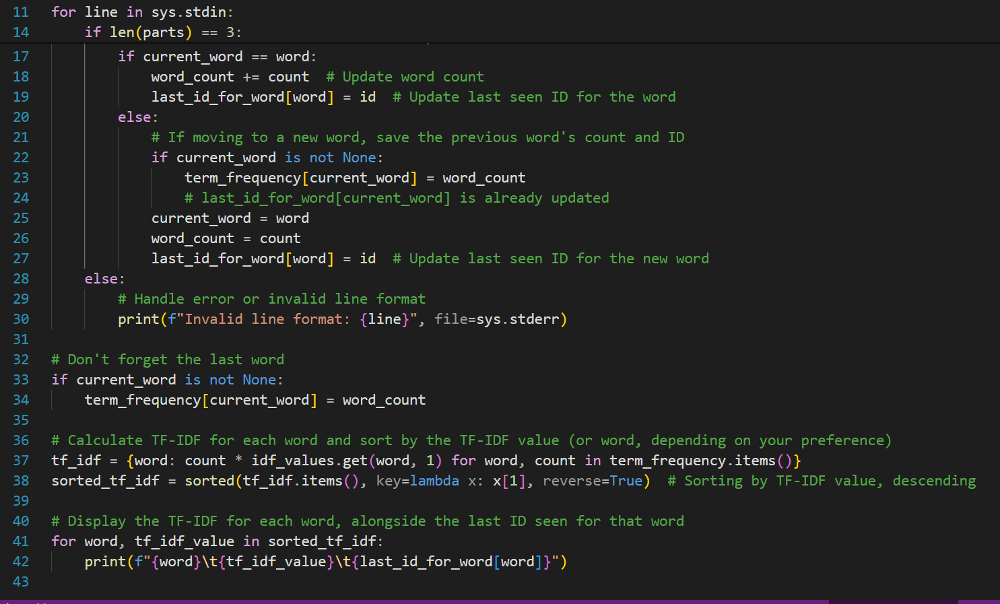 11 for line in sys.stdin:
14     if len(parts) == 3:
17         if current_word == word:
18             word_count += count  # Update word count
19             last_id_for_word[word] = id  # Update last seen ID for the word
20         else:
21             # If moving to a new word, save the previous word's count and ID
22             if current_word is not None:
23                 term_frequency[current_word] = word_count
24                 # last_id_for_word[current_word] is already updated
25             current_word = word
26             word_count = count
27             last_id_for_word[word] = id  # Update last seen ID for the new word
28     else:
29         # Handle error or invalid line format
30         print(f"Invalid line format: {line}", file=sys.stderr)
31
32 # Don't forget the last word
33 if current_word is not None:
34     term_frequency[current_word] = word_count
35
36 # Calculate TF-IDF for each word and sort by the TF-IDF value (or word, depending on your preference)
37 tf_idf = {word: count * idf_values.get(word, 1) for word, count in term_frequency.items()}
38 sorted_tf_idf = sorted(tf_idf.items(), key=lambda x: x[1], reverse=True)  # Sorting by TF-IDF value, descending
39
40 # Display the TF-IDF for each word, alongside the last ID seen for that word
41 for word, tf_idf_value in sorted_tf_idf:
42     print(f"{word}\t{tf_idf_value}\t{last_id_for_word[word]}")
43